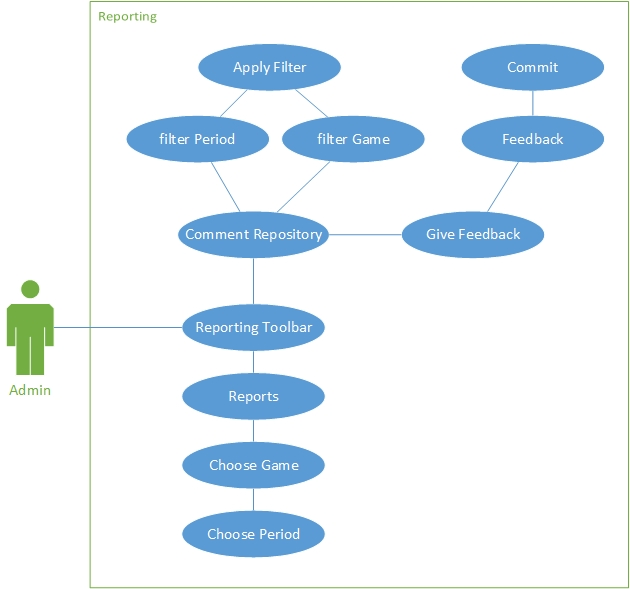 Reporting
Apply Filter
Commit
filter Period
filter Game
Feedback
Comment Repository
Give Feedback
Reporting Toolbar
Admin
Reports
Choose Game
Choose Period